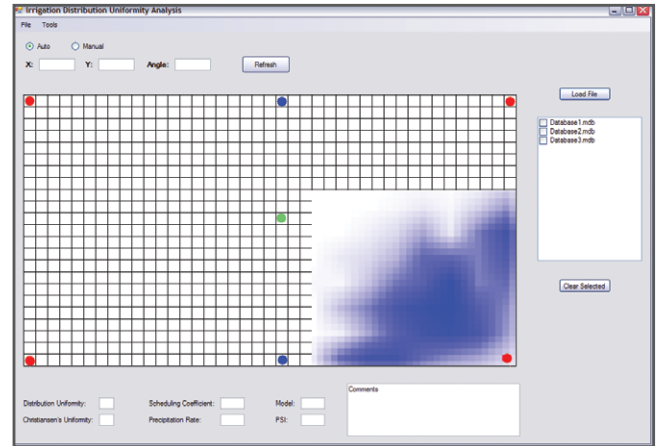 Irrigation Distribution Uniformity Analysis
File Tools
Auto Manual
X: Y: Angle: Refresh
Load File
Database1.mdb
Database2.mdb
Database3.mdb
Clear Selected
Comments
Distribution Uniformity: Scheduling Coefficient: Model:
Christiansen's Uniformity: Precipitation Rate: PSI: